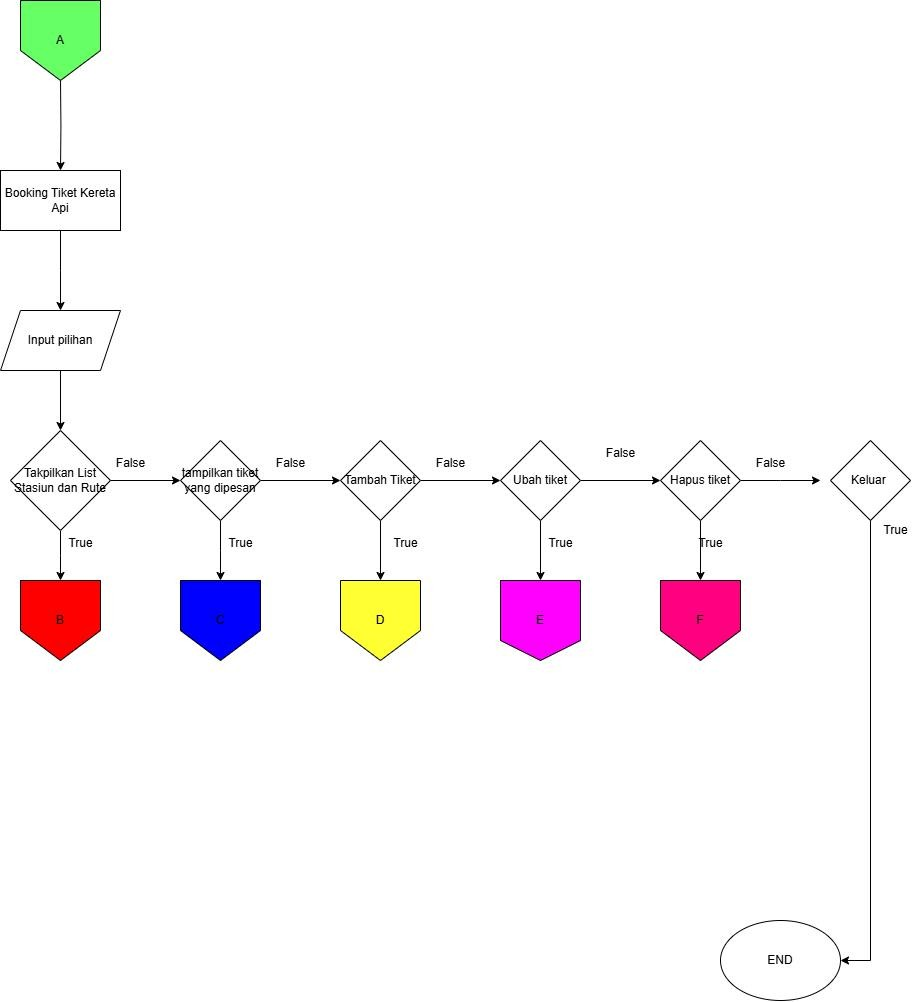 A
Booking Tiket Kereta
Api
Input pilihan
Takpilkan List
Stasiun dan Rute
False
tampilkan tiket
yang dipesan
False
Tambah Tiket
False
Ubah tiket
False
Hapus tiket
False
Keluar
True
True
True
True
True
True
B
C
D
E
F
END